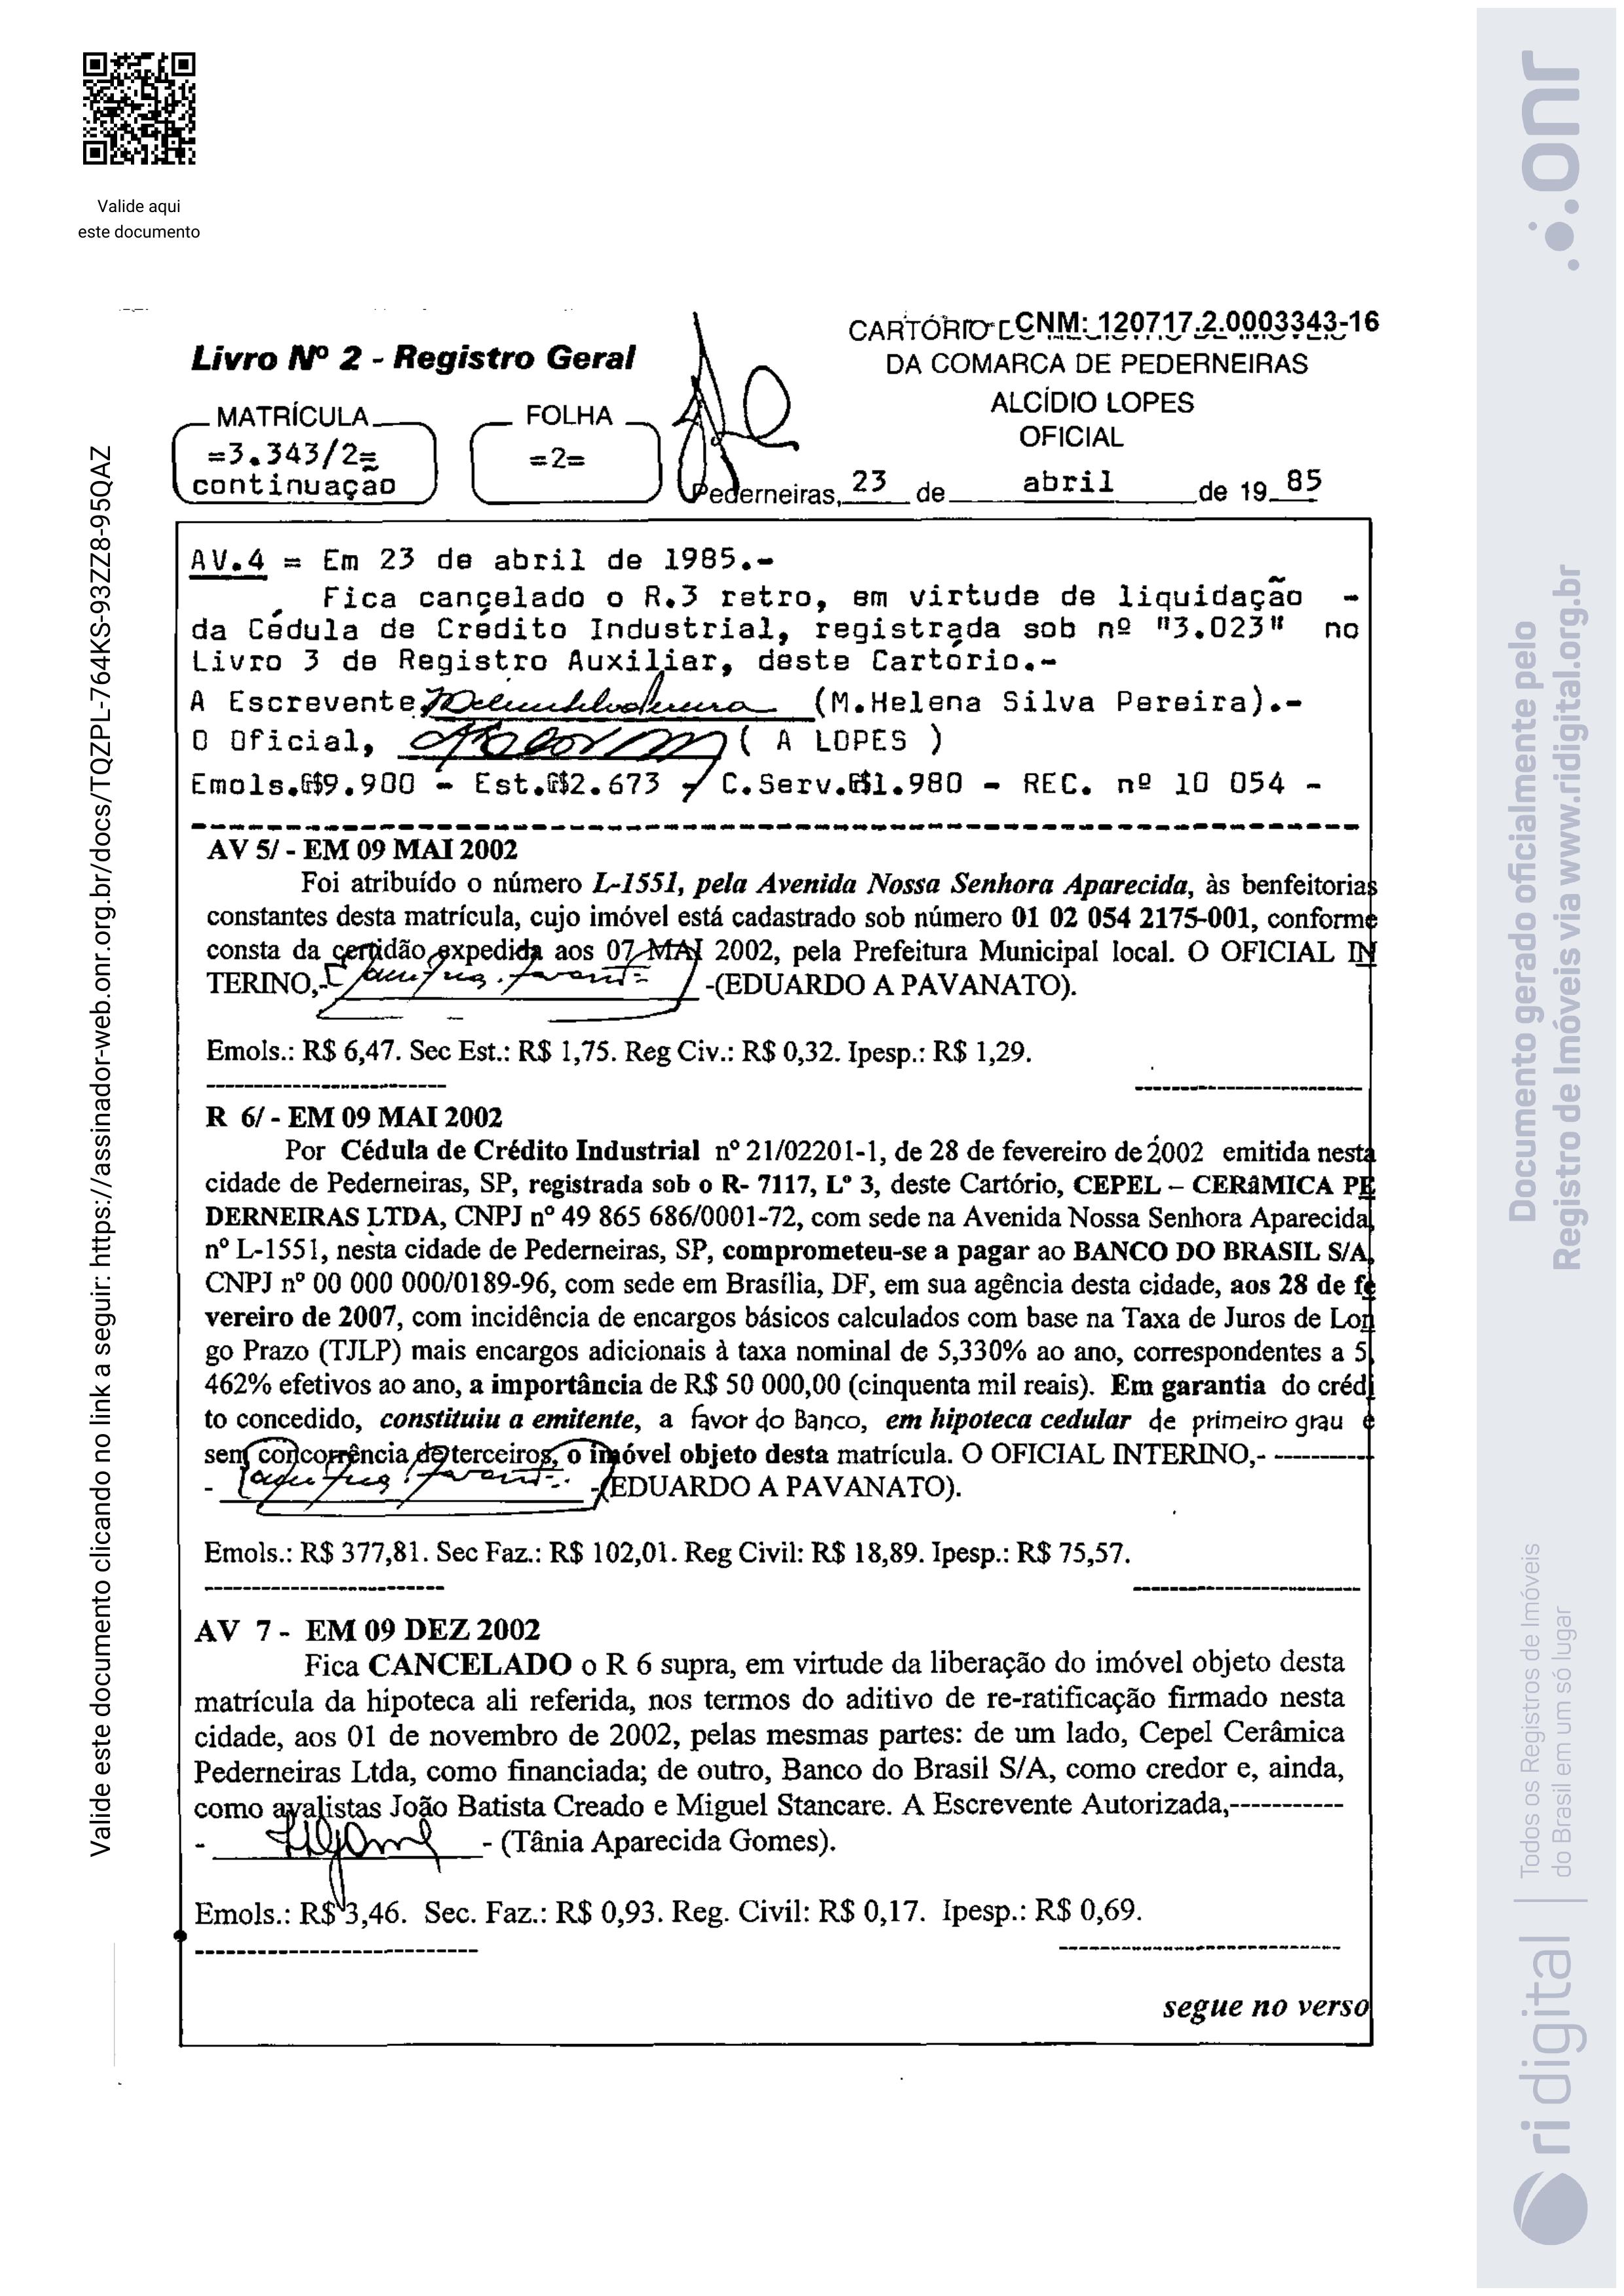 Valide aqui
este documento
CARTÓRIO D
CNM: 120717.2.0003343-16
Livro Nº 2 - Registro Geral
DA COMARCA DE PEDERNEIRAS
ALCÍDIO LOPES
OFICIAL
MATRÍCULA
=3.343/2=
continuação
FOLHA
=2=
Pederneiras, 23 de abril de 19 85
AV.4 = Em 23 de abril de 1985.-
Fica cançelado o R.3 retro, em virtude de liquidação -
da Cédula de Crédito Industrial, registrada sob nº "3.023" no
Livro 3 de Registro Auxiliar, deste Cartório.-
A Escrevente, (M.Helena Silva Pereira).-
O Oficial, ( A LOPES )
Emols.₢$9.900 - Est.₢$2.673 - C.Serv.₢$1.980 - REC. nº 10 054 -
AV 5/ - EM 09 MAI 2002
Foi atribuído o número L-1551, pela Avenida Nossa Senhora Aparecida, às benfeitorias
constantes desta matrícula, cujo imóvel está cadastrado sob número 01 02 054 2175-001, conforme
consta da certidão expedida aos 07 MAI 2002, pela Prefeitura Municipal local. O OFICIAL IN
TERINO,- -(EDUARDO A PAVANATO).
Emols.: R$ 6,47. Sec Est.: R$ 1,75. Reg Civ.: R$ 0,32. Ipesp.: R$ 1,29.
R 6/ - EM 09 MAI 2002
Por Cédula de Crédito Industrial nº 21/02201-1, de 28 de fevereiro de 2002 emitida nesta
cidade de Pederneiras, SP, registrada sob o R- 7117, Lº 3, deste Cartório, CEPEL – CERâMICA PE
DERNEIRAS LTDA, CNPJ nº 49 865 686/0001-72, com sede na Avenida Nossa Senhora Aparecida,
nº L-1551, nesta cidade de Pederneiras, SP, comprometeu-se a pagar ao BANCO DO BRASIL S/A,
CNPJ nº 00 000 000/0189-96, com sede em Brasília, DF, em sua agência desta cidade, aos 28 de fe
vereiro de 2007, com incidência de encargos básicos calculados com base na Taxa de Juros de Lon
go Prazo (TJLP) mais encargos adicionais à taxa nominal de 5,330% ao ano, correspondentes a 5,
462% efetivos ao ano, a importância de R$ 50 000,00 (cinquenta mil reais). Em garantia do crédi
to concedido, constituiu a emitente, a favor do Banco, em hipoteca cedular de primeiro grau e
sem concorrência de terceiros, o imóvel objeto desta matrícula. O OFICIAL INTERINO,- ----------
- -(EDUARDO A PAVANATO).
Emols.: R$ 377,81. Sec Faz.: R$ 102,01. Reg Civil: R$ 18,89. Ipesp.: R$ 75,57.
AV 7 - EM 09 DEZ 2002
Fica CANCELADO o R 6 supra, em virtude da liberação do imóvel objeto desta
matrícula da hipoteca ali referida, nos termos do aditivo de re-ratificação firmado nesta
cidade, aos 01 de novembro de 2002, pelas mesmas partes: de um lado, Cepel Cerâmica
Pederneiras Ltda, como financiada; de outro, Banco do Brasil S/A, como credor e, ainda,
como avalistas João Batista Creado e Miguel Stancare. A Escrevente Autorizada,-----------
- - (Tânia Aparecida Gomes).
Emols.: R$ 3,46. Sec. Faz.: R$ 0,93. Reg. Civil: R$ 0,17. Ipesp.: R$ 0,69.
segue no verso
Valide este documento clicando no link a seguir: https://assinador-web.onr.org.br/docs/TQZPL-764KS-93ZZ8-95QAZ
onr
Documento gerado oficialmente pelo
Registro de Imóveis via www.ridigital.org.br
Todos os Registros de Imóveis
do Brasil em um só lugar
ri digital